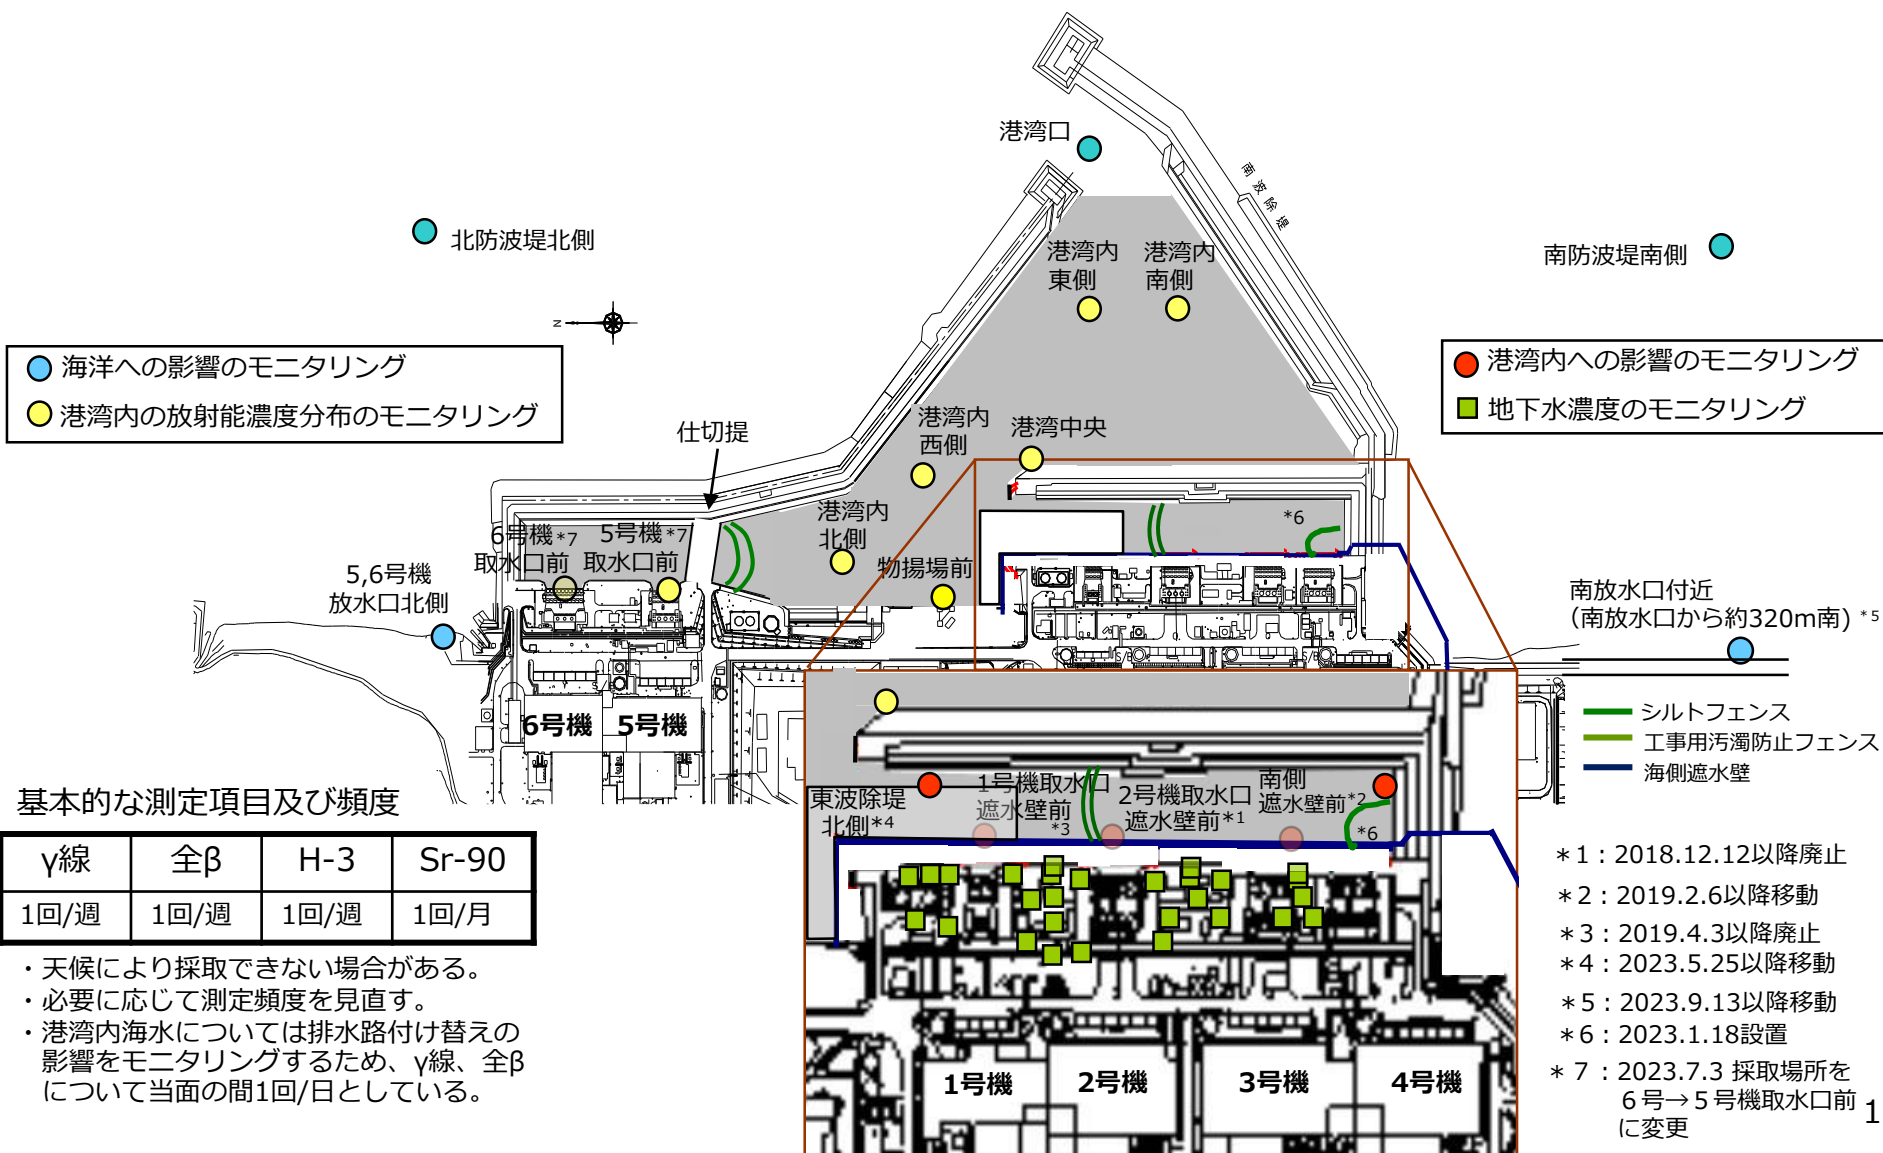 港湾口
南波除堤
北防波堤北側
南防波堤南側
港湾内
東側
港湾内
南側
N
海洋への影響のモニタリング
港湾内の放射能濃度分布のモニタリング
港湾内への影響のモニタリング
地下水濃度のモニタリング
仕切提
港湾内
西側
港湾中央
港湾内
北側
物揚場前
6号機*7
取水口前
5号機*7
取水口前
*6
5,6号機
放水口北側
南放水口付近
(南放水口から約320m南) *5
6号機
5号機
シルトフェンス
工事用汚濁防止フェンス
海側遮水壁
東波除堤
北側*4
1号機取水口
遮水壁前
*3
2号機取水口
遮水壁前*1
南側
遮水壁前*2
*6
1号機
2号機
3号機
4号機
基本的な測定項目及び頻度
γ線 全β H-3 Sr-90
1回/週 1回/週 1回/週 1回/月
・天候により採取できない場合がある。
・必要に応じて測定頻度を見直す。
・港湾内海水については排水路付け替えの
影響をモニタリングするため、γ線、全β
について当面の間1回/日としている。
*1:2018.12.12以降廃止
*2:2019.2.6以降移動
*3:2019.4.3以降廃止
*4:2023.5.25以降移動
*5:2023.9.13以降移動
*6:2023.1.18設置
*7:2023.7.3 採取場所を
6号→5号機取水口前
に変更
1